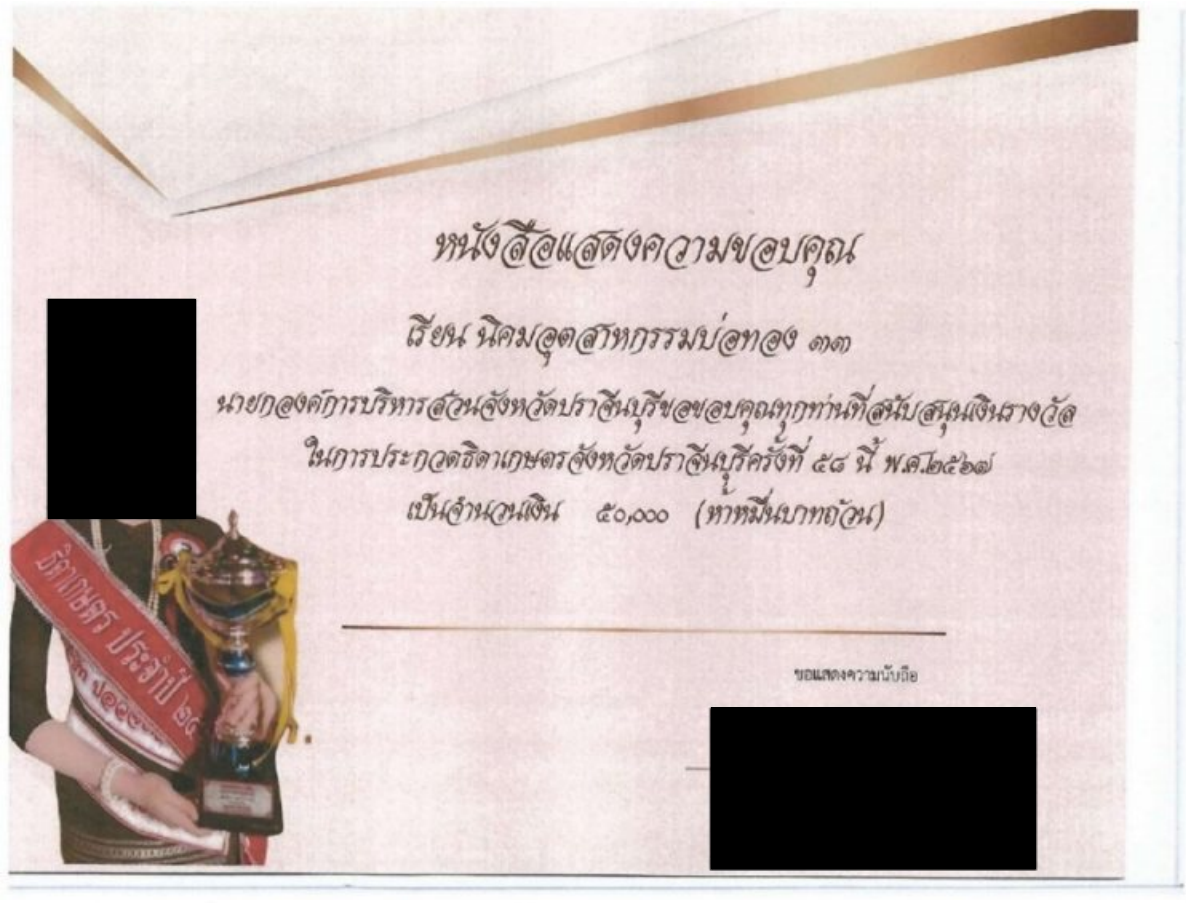 หนังสือแสดงความขอบคุณ
เรียน นิคมอุตสาหกรรมบ่อทอง ๓๓
นายกองค์การบริหารส่วนจังหวัดปราจีนบุรีขอขอบคุณทุกท่านที่สนับสนุนเงินรางวัล
ในการประกวดธิดาเกษตรจังหวัดปราจีนบุรีครั้งที่ ๕๘ นี้ พ.ศ.๒๕๖๗
เป็นจำนวนเงิน ๕๐,๐๐๐ (ห้าหมื่นบาทถ้วน)
ธิดาเกษตร ประจำปี ๒๕
ขอแสดงความนับถือ